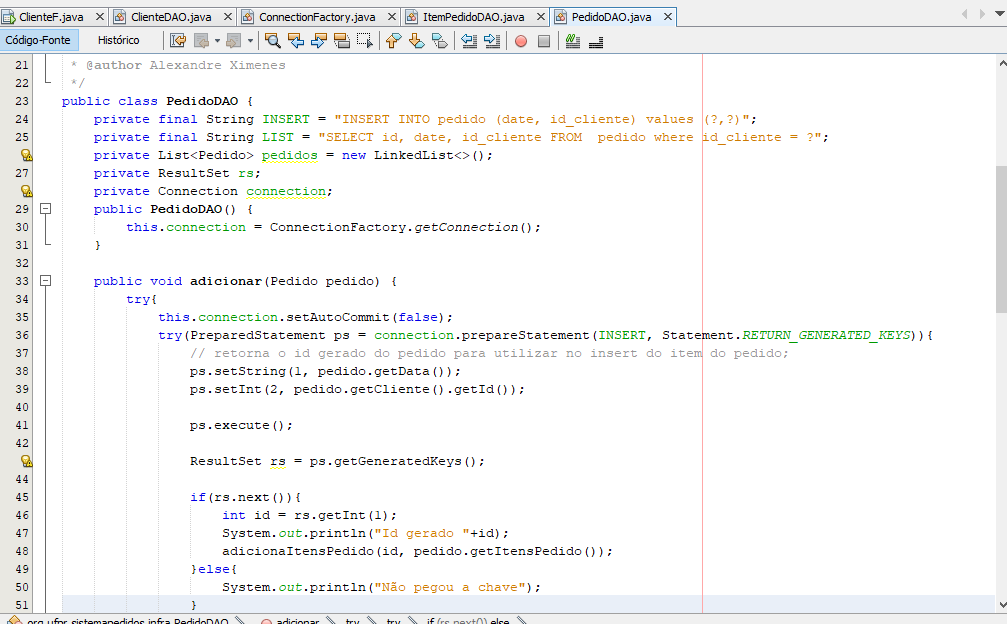 ClienteF.java ClienteDAO.java ConnectionFactory.java ItemPedidoDAO.java PedidoDAO.java
Código-Fonte Histórico
21 * @author Alexandre Ximenes
22 */
23 public class PedidoDAO {
24 private final String INSERT = "INSERT INTO pedido (date, id_cliente) values (?,?)";
25 private final String LIST = "SELECT id, date, id_cliente FROM  pedido where id_cliente = ?";
private List<Pedido> pedidos = new LinkedList<>();
27 private ResultSet rs;
private Connection connection;
29 public PedidoDAO() {
30 this.connection = ConnectionFactory.getConnection();
31 }
32
33 public void adicionar(Pedido pedido) {
34 try{
35 this.connection.setAutoCommit(false);
36 try(PreparedStatement ps = connection.prepareStatement(INSERT, Statement.RETURN_GENERATED_KEYS)){
37 // retorna o id gerado do pedido para utilizar no insert do item do pedido;
38 ps.setString(1, pedido.getData());
39 ps.setInt(2, pedido.getCliente().getId());
40
41 ps.execute();
42
ResultSet rs = ps.getGeneratedKeys();
44
45 if(rs.next()){
46 int id = rs.getInt(1);
47 System.out.println("Id gerado "+id);
48 adicionaItensPedido(id, pedido.getItensPedido());
49 }else{
50 System.out.println("Não pegou a chave");
51 }
org.ufpr.sistemapedidos.infra.PedidoDAO adicionar try try if (rs.next()) else